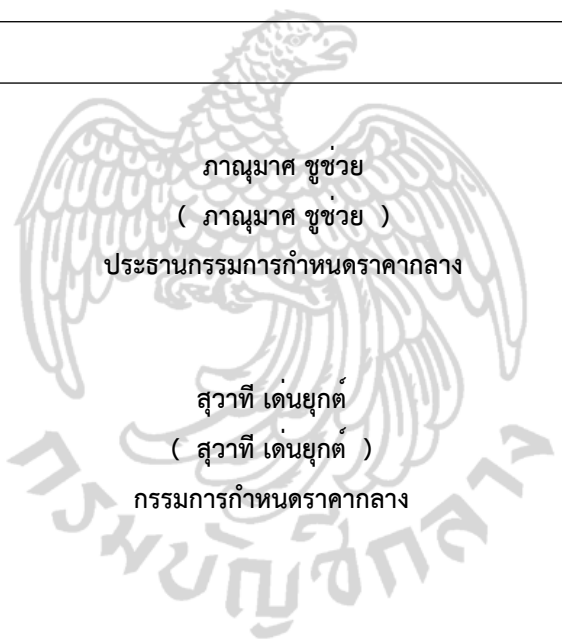 ภาณุมาศ ชูช่วย
( ภาณุมาศ ชูช่วย )
ประธานกรรมการกำหนดราคากลาง
สุวาที เด่นยุกต์
( สุวาที เด่นยุกต์ )
กรรมการกำหนดราคากลาง
กรมบัญชีกลาง